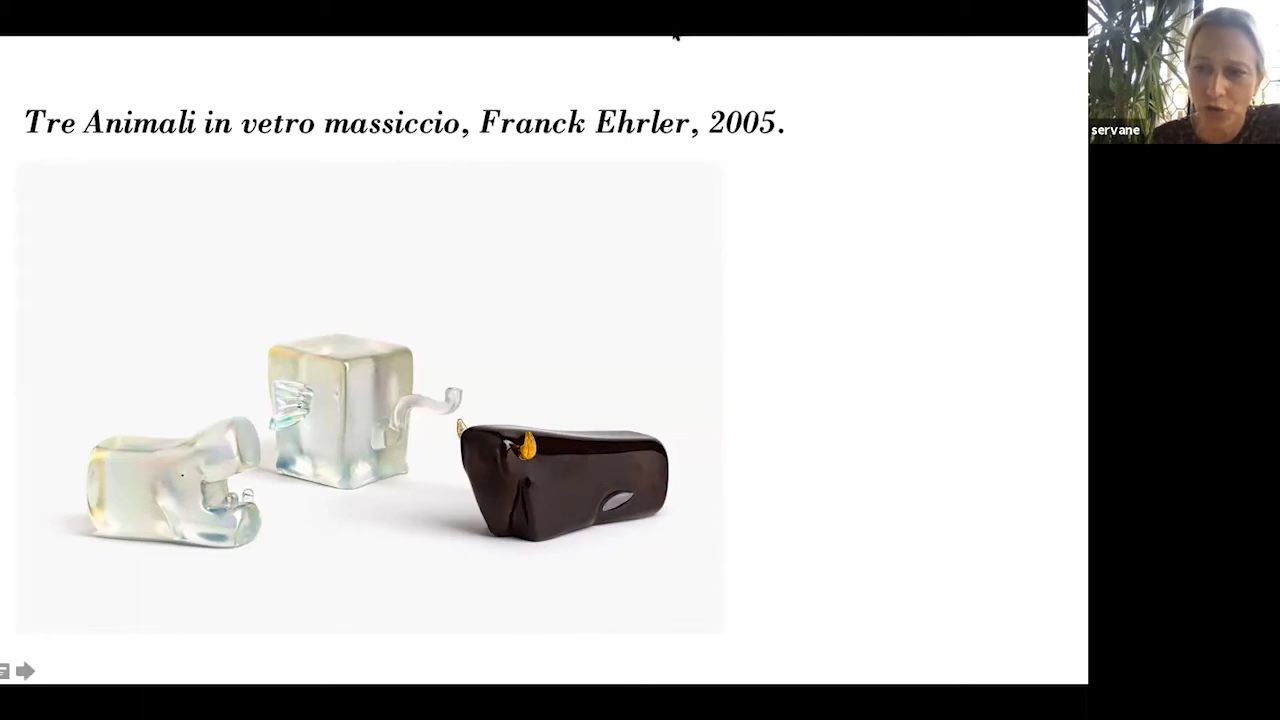 Tre Animali in vetro massiccio, Franck Ehrler, 2005.
servane